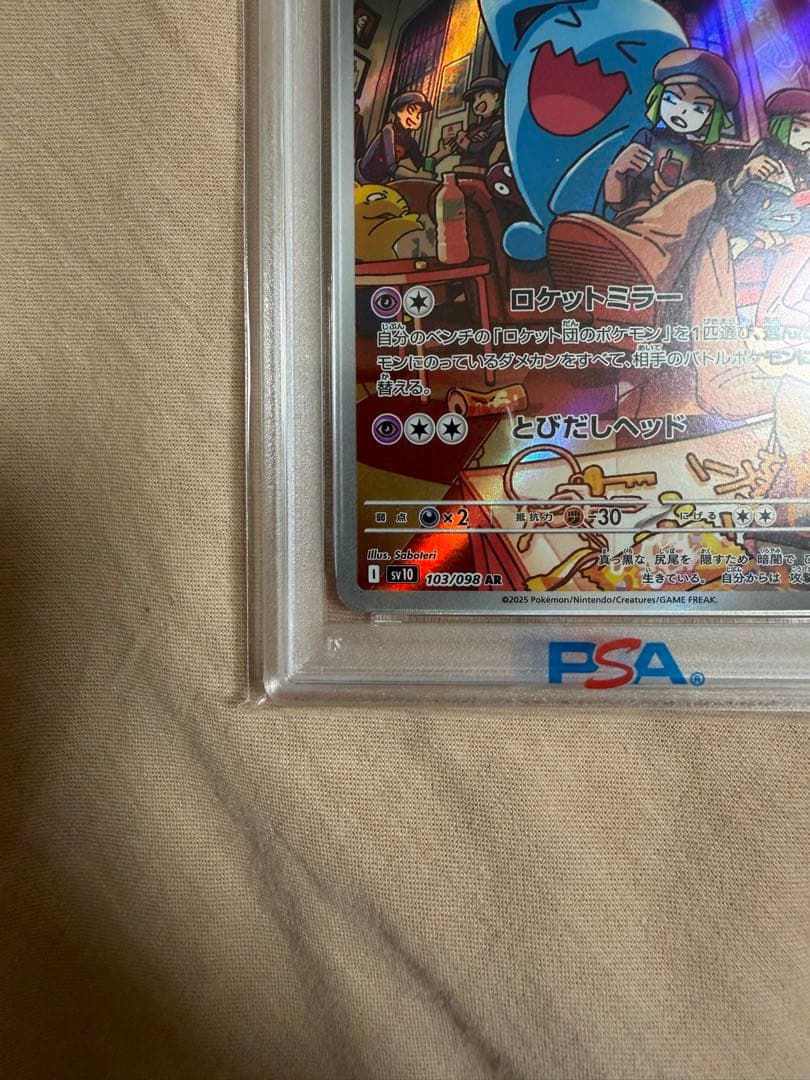 ロケットミラー
自分のベンチの「ロケット団のポケモン」を1匹選び、選ん
モンにのっているダメカンをすべて、相手のバトルポケモンに
替える。
とびだしヘッド
弱点 ×2 抵抗力 -30 にげる
Illus. Saboteri
真っ黒な 尻尾を 隠すため 暗闇で
I sv10 103/098 AR
生きている。 自分からは 攻撃
©2025 Pokémon/Nintendo/Creatures/GAME FREAK.
PSA®